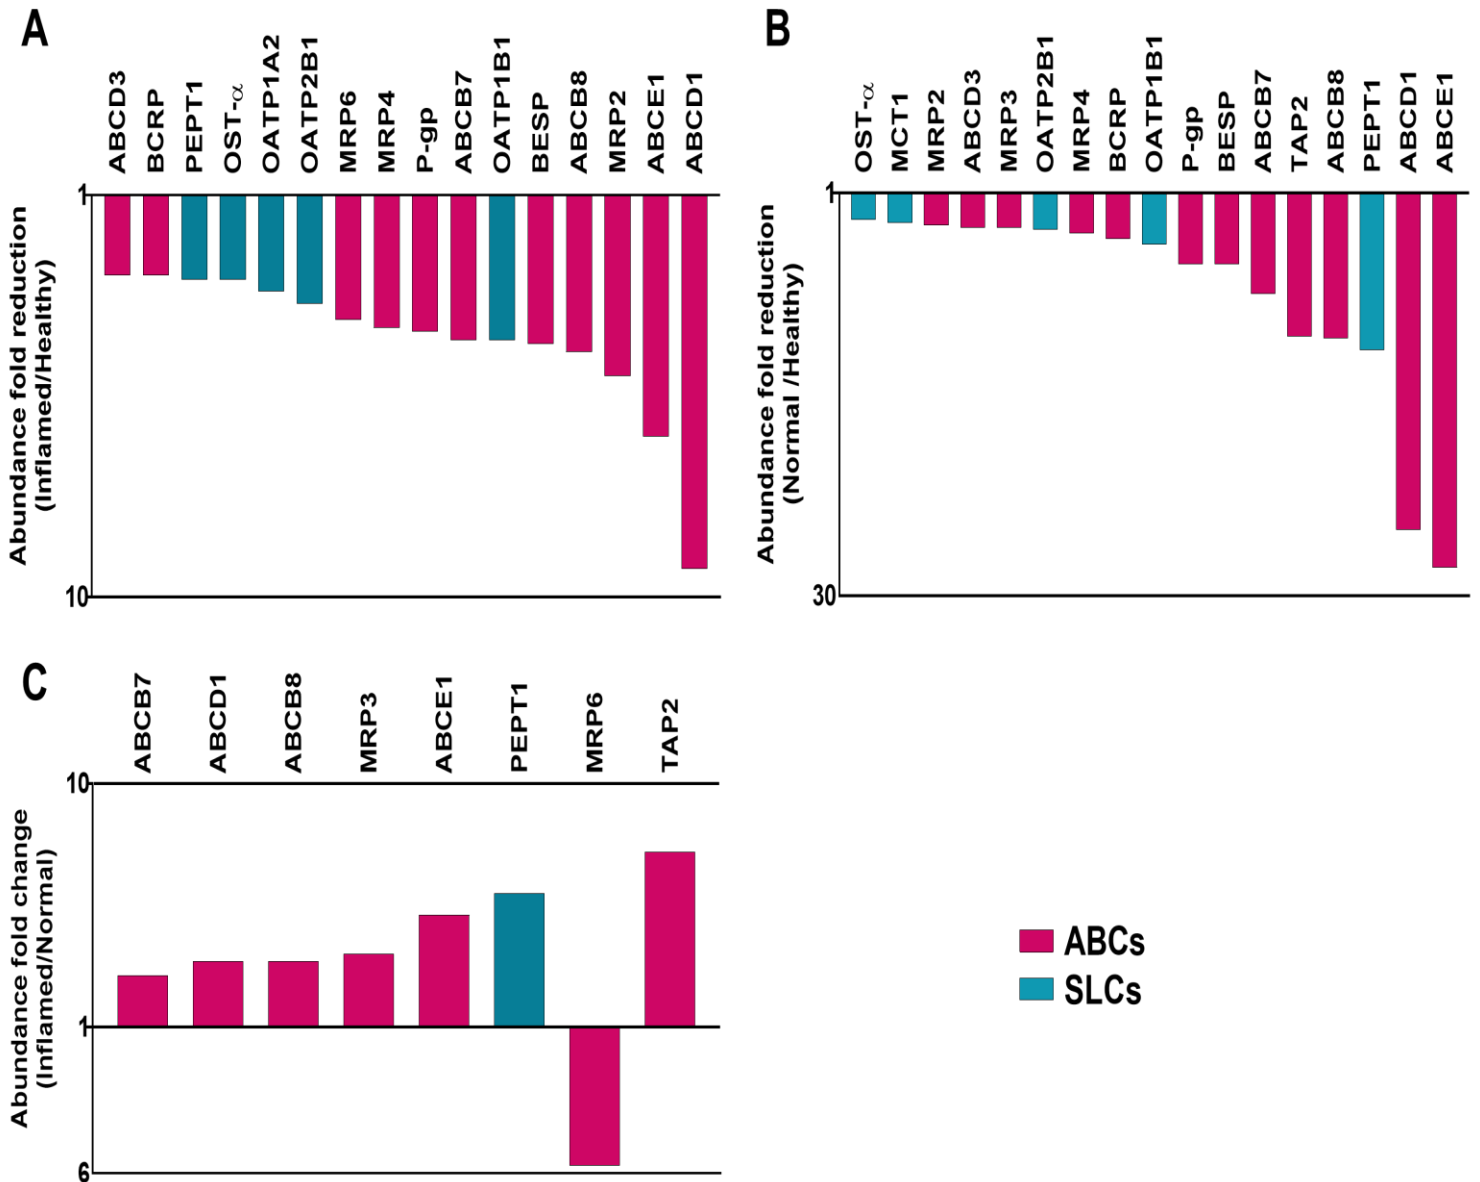 A
ABCD3
BCRP
PEPT1
OST-α
OATP1A2
OATP2B1
MRP6
MRP4
P-gp
ABCB7
OATP1B1
BESP
ABCB8
MRP2
ABCE1
ABCD1
1
10
Abundance fold reduction
(Inflamed/Healthy)
B
OST-α
MCT1
MRP2
ABCD3
MRP3
OATP2B1
MRP4
BCRP
OATP1B1
P-gp
BESP
ABCB7
TAP2
ABCB8
PEPT1
ABCD1
ABCE1
1
30
Abundance fold reduction
(Normal /Healthy)
C
ABCB7
ABCD1
ABCB8
MRP3
ABCE1
PEPT1
MRP6
TAP2
10
1
6
Abundance fold change
(Inflamed/Normal)
ABCs
SLCs